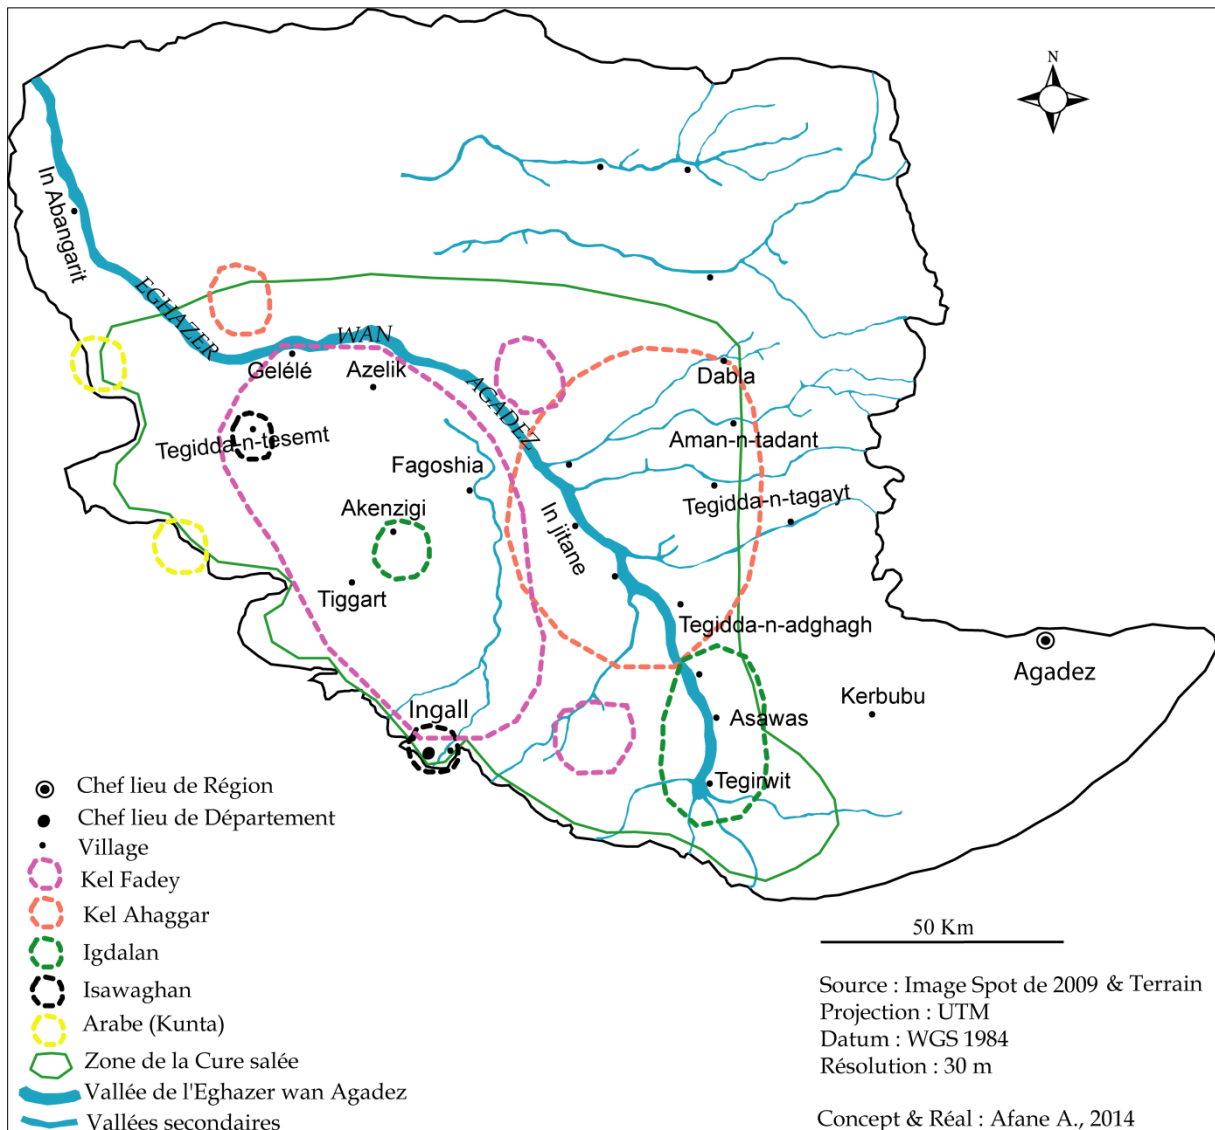 N
In Abangarit
EGHAZER
WAN
AGADEZ
Gelélé
Azelik
Dabla
Tegidda-n-tesemt
Aman-n-tadant
Fagoshia
Tegidda-n-tagayt
Akenzigi
In jitane
Tiggart
Tegidda-n-adghagh
Agadez
Kerbubu
Ingall
Asawas
Tegirwit
Chef lieu de Région
Chef lieu de Département
Village
Kel Fadey
Kel Ahaggar
Igdalan
Isawaghan
Arabe (Kunta)
Zone de la Cure salée
Vallée de l'Eghazer wan Agadez
Vallées secondaires
50 Km
Source : Image Spot de 2009 & Terrain
Projection : UTM
Datum : WGS 1984
Résolution : 30 m
Concept & Réal : Afane A., 2014